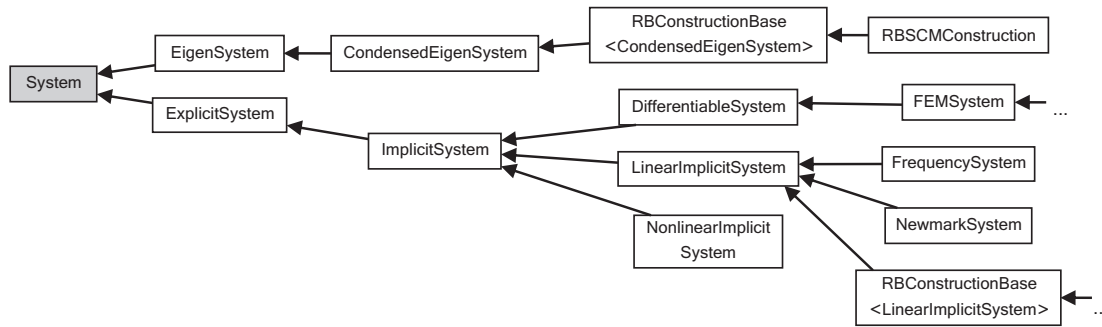 System
EigenSystem
CondensedEigenSystem
RBConstructionBase
<CondensedEigenSystem>
RBSCMConstruction
ExplicitSystem
ImplicitSystem
DifferentiableSystem
FEMSystem
...
LinearImplicitSystem
FrequencySystem
NewmarkSystem
NonlinearImplicit
System
RBConstructionBase
<LinearImplicitSystem>
..